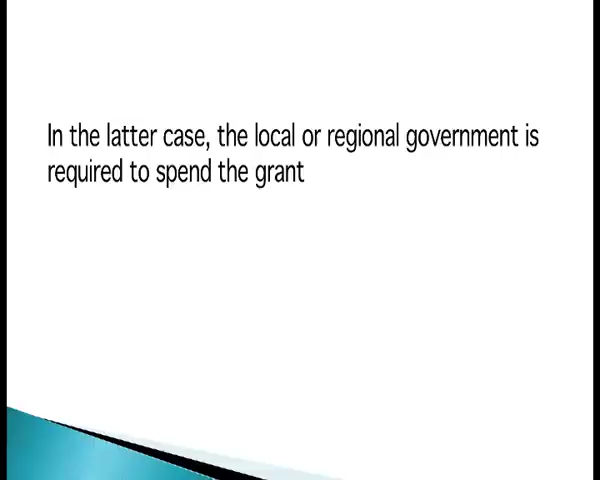 In the latter case, the local or regional government is
required to spend the grant